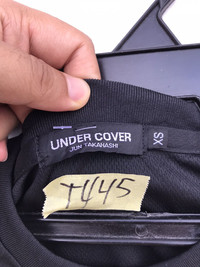 UNDER COVER
JUN TAKAHASHI
XS
T445